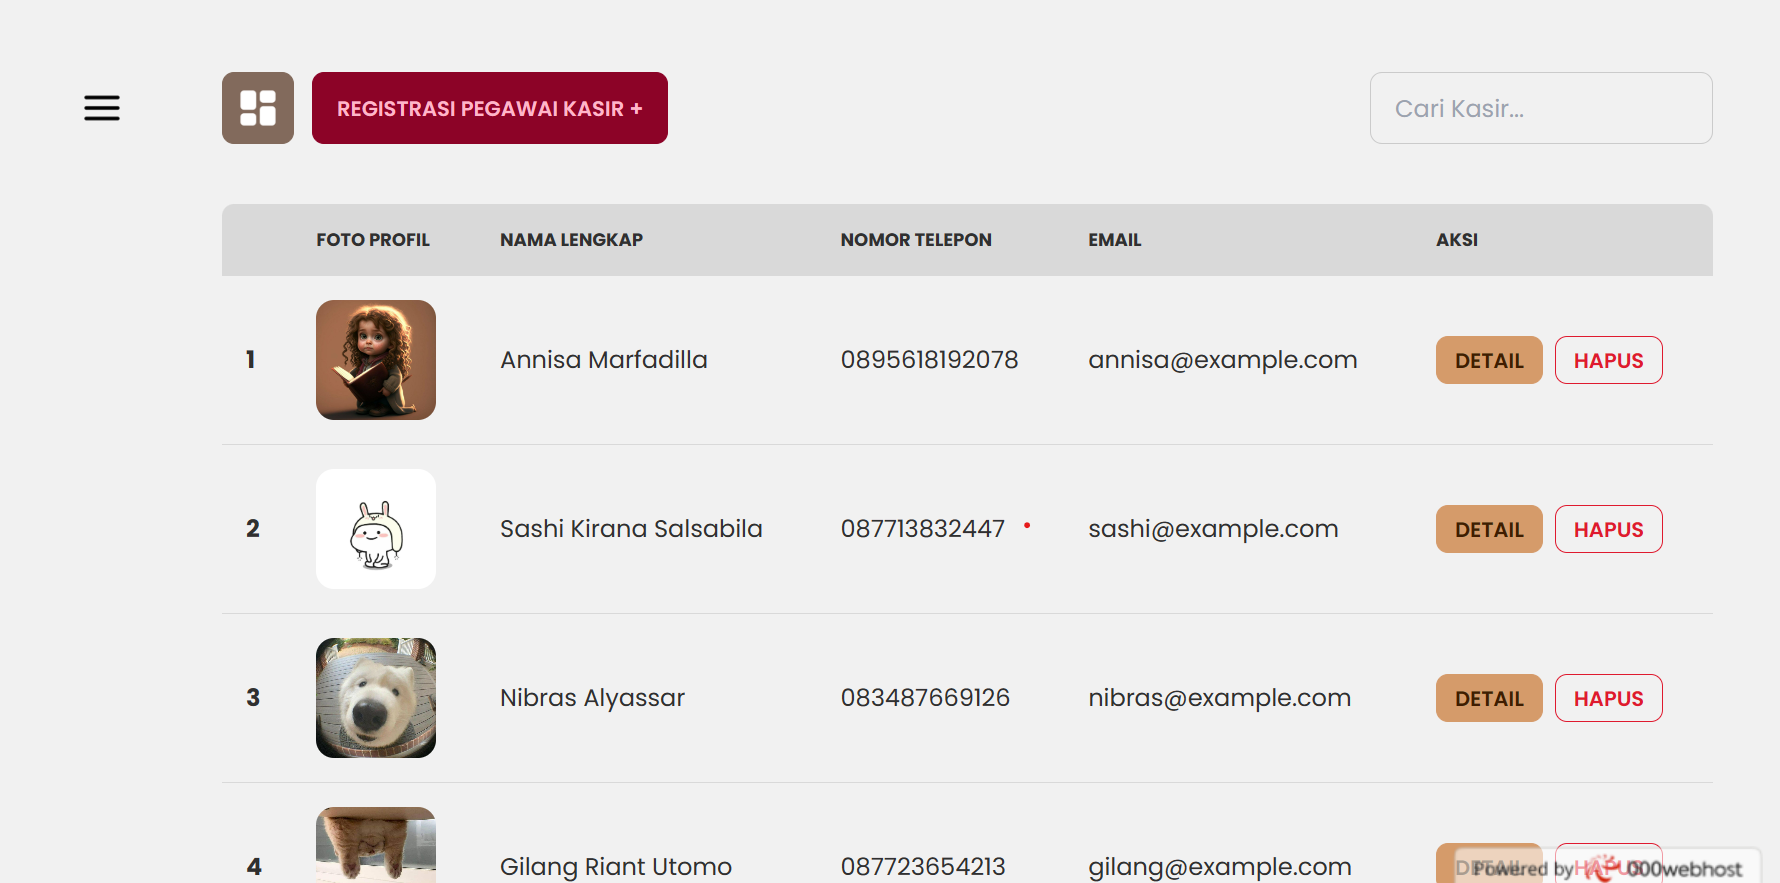 REGISTRASI PEGAWAI KASIR +
Cari Kasir...
FOTO PROFIL NAMA LENGKAP NOMOR TELEPON EMAIL AKSI
1 Annisa Marfadilla 0895618192078 annisa@example.com DETAIL HAPUS
2 Sashi Kirana Salsabila 087713832447 sashi@example.com DETAIL HAPUS
3 Nibras Alyassar 083487669126 nibras@example.com DETAIL HAPUS
4 Gilang Riant Utomo 087723654213 gilang@example.com DETAIL HAPUS
Powered by 000webhost